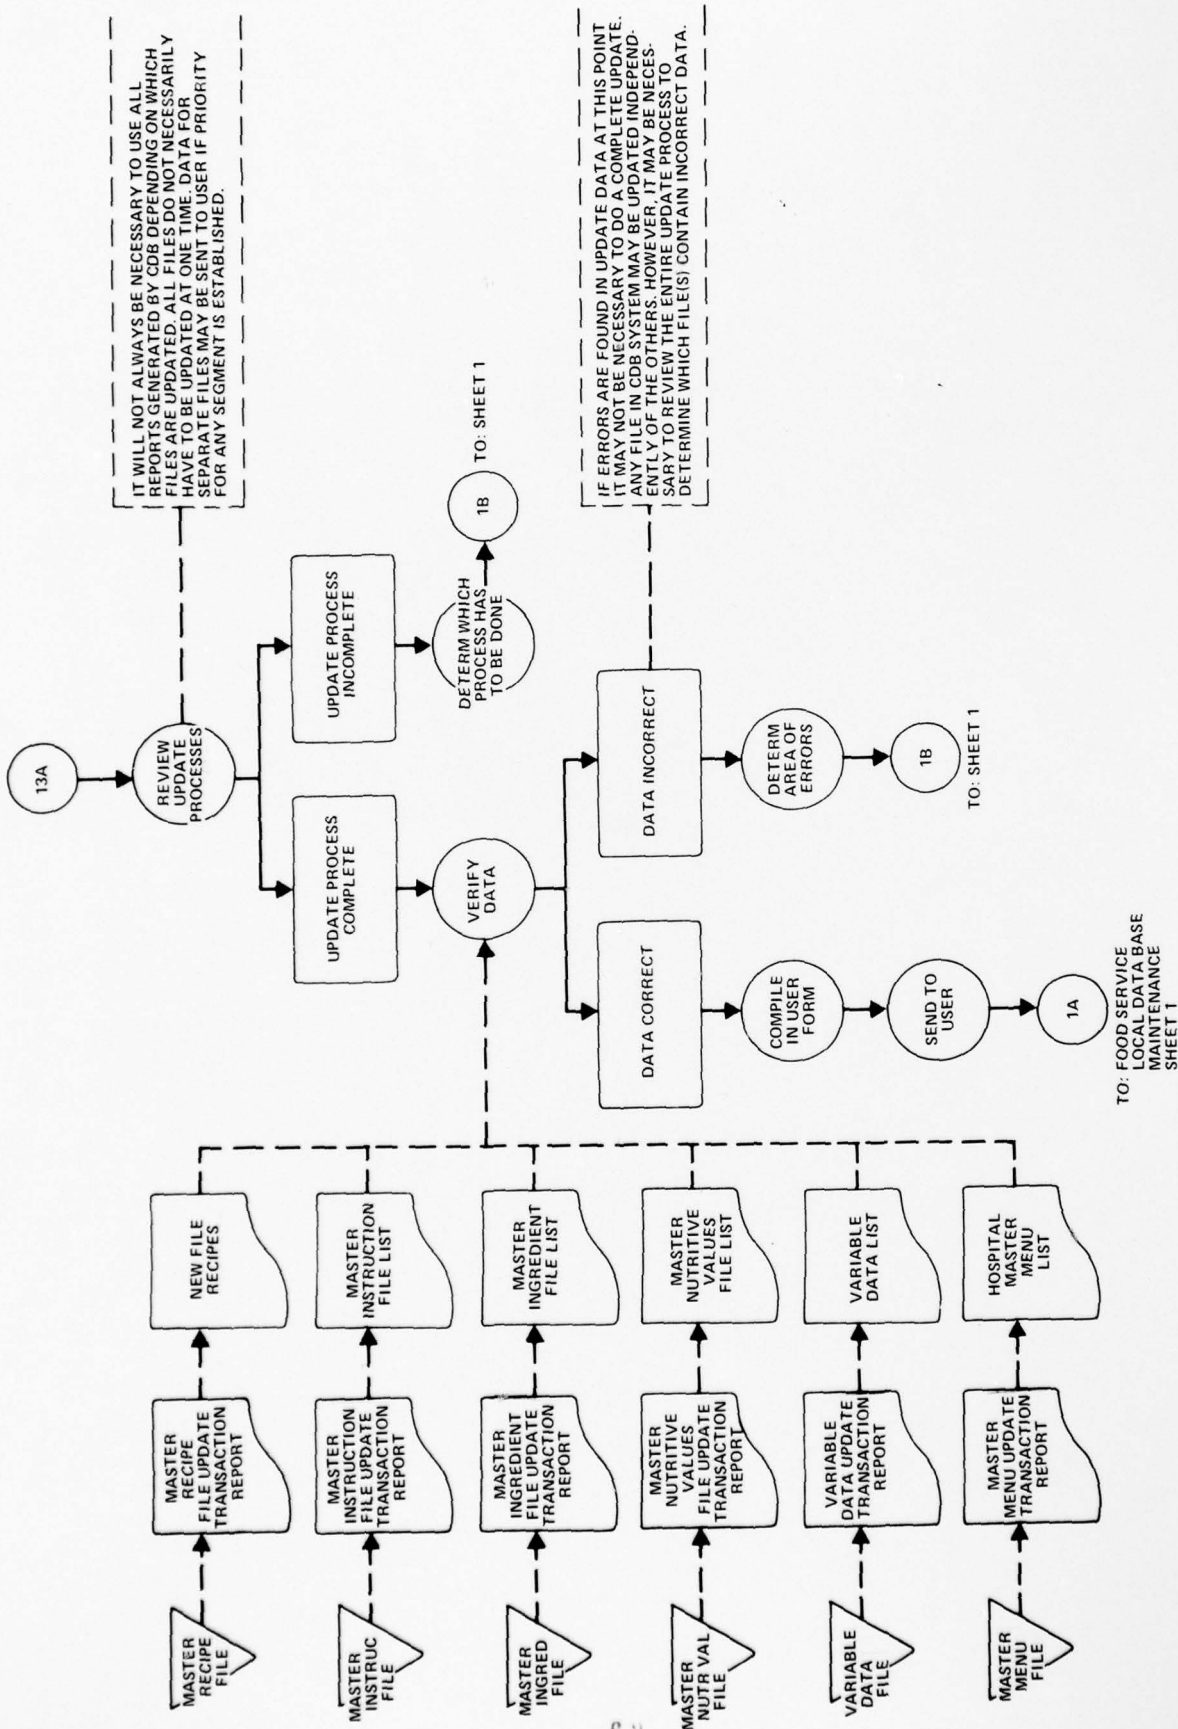 13A
REVIEW
UPDATE
PROCESSES
IT WILL NOT ALWAYS BE NECESSARY TO USE ALL
REPORTS GENERATED BY CDB DEPENDING ON WHICH
FILES ARE UPDATED. ALL FILES DO NOT NECESSARILY
HAVE TO BE UPDATED AT ONE TIME. DATA FOR
SEPARATE FILES MAY BE SENT TO USER IF PRIORITY
FOR ANY SEGMENT IS ESTABLISHED.
UPDATE PROCESS
COMPLETE
UPDATE PROCESS
INCOMPLETE
VERIFY
DATA
DETERM WHICH
PROCESS HAS
TO BE DONE
1B
TO: SHEET 1
DATA CORRECT
DATA INCORRECT
IF ERRORS ARE FOUND IN UPDATE DATA AT THIS POINT
IT MAY NOT BE NECESSARY TO DO A COMPLETE UPDATE.
ANY FILE IN CDB SYSTEM MAY BE UPDATED INDEPEND-
ENTLY OF THE OTHERS. HOWEVER, IT MAY BE NECES-
SARY TO REVIEW THE ENTIRE UPDATE PROCESS TO
DETERMINE WHICH FILE(S) CONTAIN INCORRECT DATA.
COMPILE
IN USER
FORM
DETERM
AREA OF
ERRORS
SEND TO
USER
1B
TO: SHEET 1
1A
TO: FOOD SERVICE
LOCAL DATA BASE
MAINTENANCE
SHEET 1
MASTER
RECIPE
FILE
MASTER
RECIPE
FILE UPDATE
TRANSACTION
REPORT
NEW FILE
RECIPES
MASTER
INSTRUC
FILE
MASTER
INSTRUCTION
FILE UPDATE
TRANSACTION
REPORT
MASTER
INSTRUCTION
FILE LIST
MASTER
INGRED
FILE
MASTER
INGREDIENT
FILE UPDATE
TRANSACTION
REPORT
MASTER
INGREDIENT
FILE LIST
MASTER
NUTR VAL
FILE
MASTER
NUTRITIVE
VALUES
FILE UPDATE
TRANSACTION
REPORT
MASTER
NUTRITIVE
VALUES
FILE LIST
VARIABLE
DATA
FILE
VARIABLE
DATA UPDATE
TRANSACTION
REPORT
VARIABLE
DATA LIST
MASTER
MENU
FILE
MASTER
MENU UPDATE
TRANSACTION
REPORT
HOSPITAL
MASTER
MENU
LIST